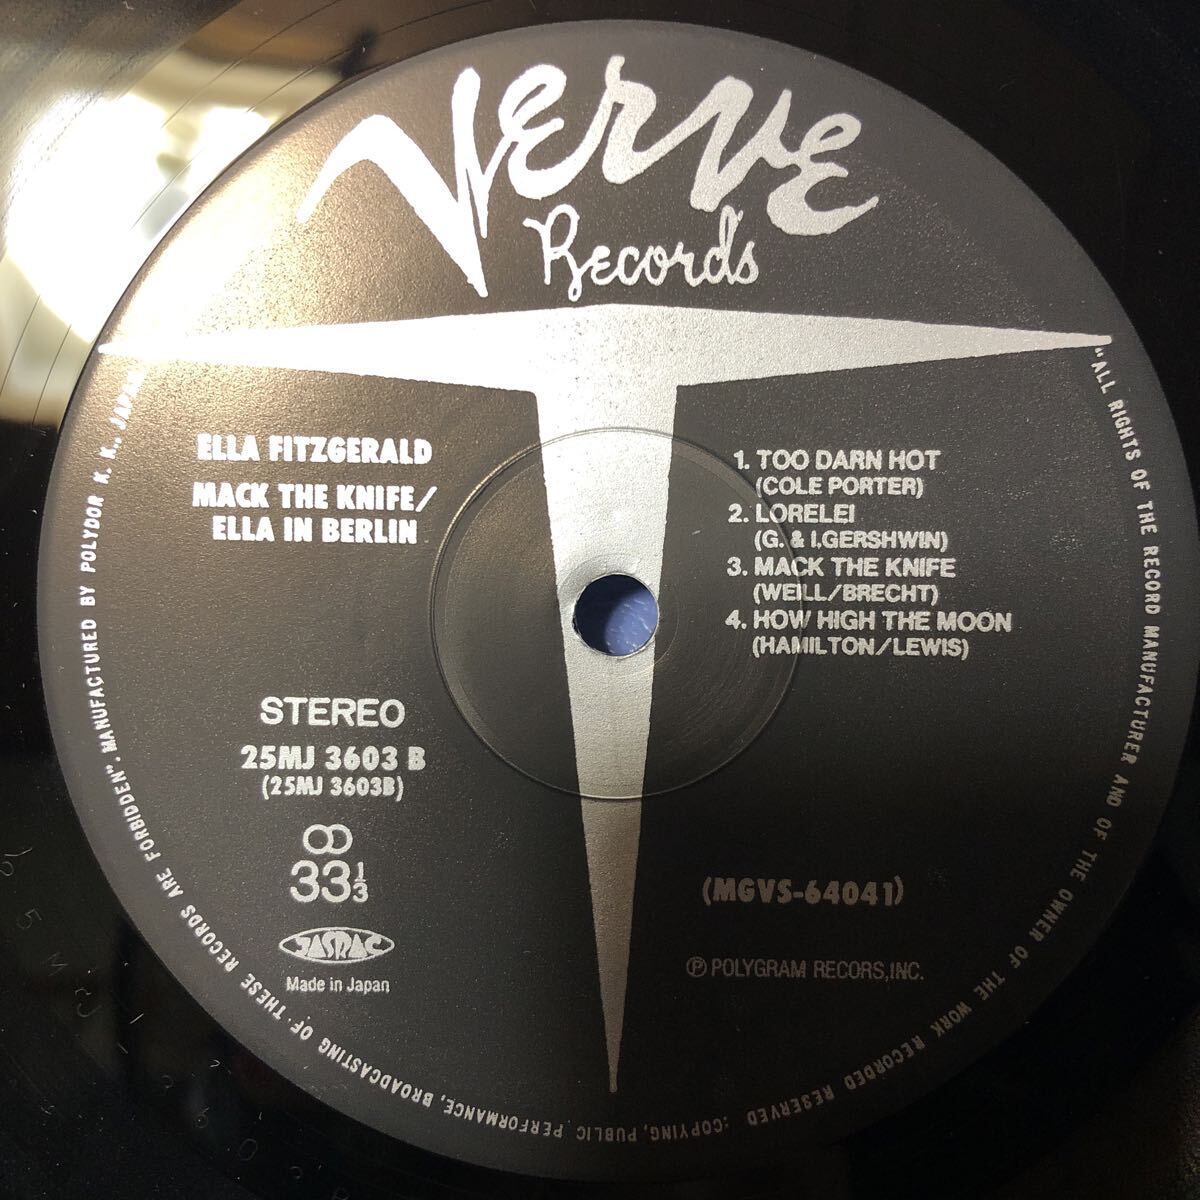 Verve
Records
ELLA FITZGERALD
MACK THE KNIFE/
ELLA IN BERLIN
1. TOO DARN HOT
(COLE PORTER)
2. LORELEI
(G. & I.GERSHWIN)
3. MACK THE KNIFE
(WEILL/BRECHT)
4. HOW HIGH THE MOON
(HAMILTON/LEWIS)
STEREO
25MJ 3603 B
(25MJ 3603B)
33⅓
JASRAC
Made in Japan
(MGVS-64041)
Ⓟ POLYGRAM RECORS,INC.
"ALL RIGHTS OF THE RECORD MANUFACTURER AND OF THE OWNER OF THE WORK RECORDED RESERVED :COPYING, PUBLIC PERFORMANCE, BROADCASTING OF THESE RECORDS ARE FORBIDDEN". MANUFACTURED BY POLYDOR K. K., JAPAN